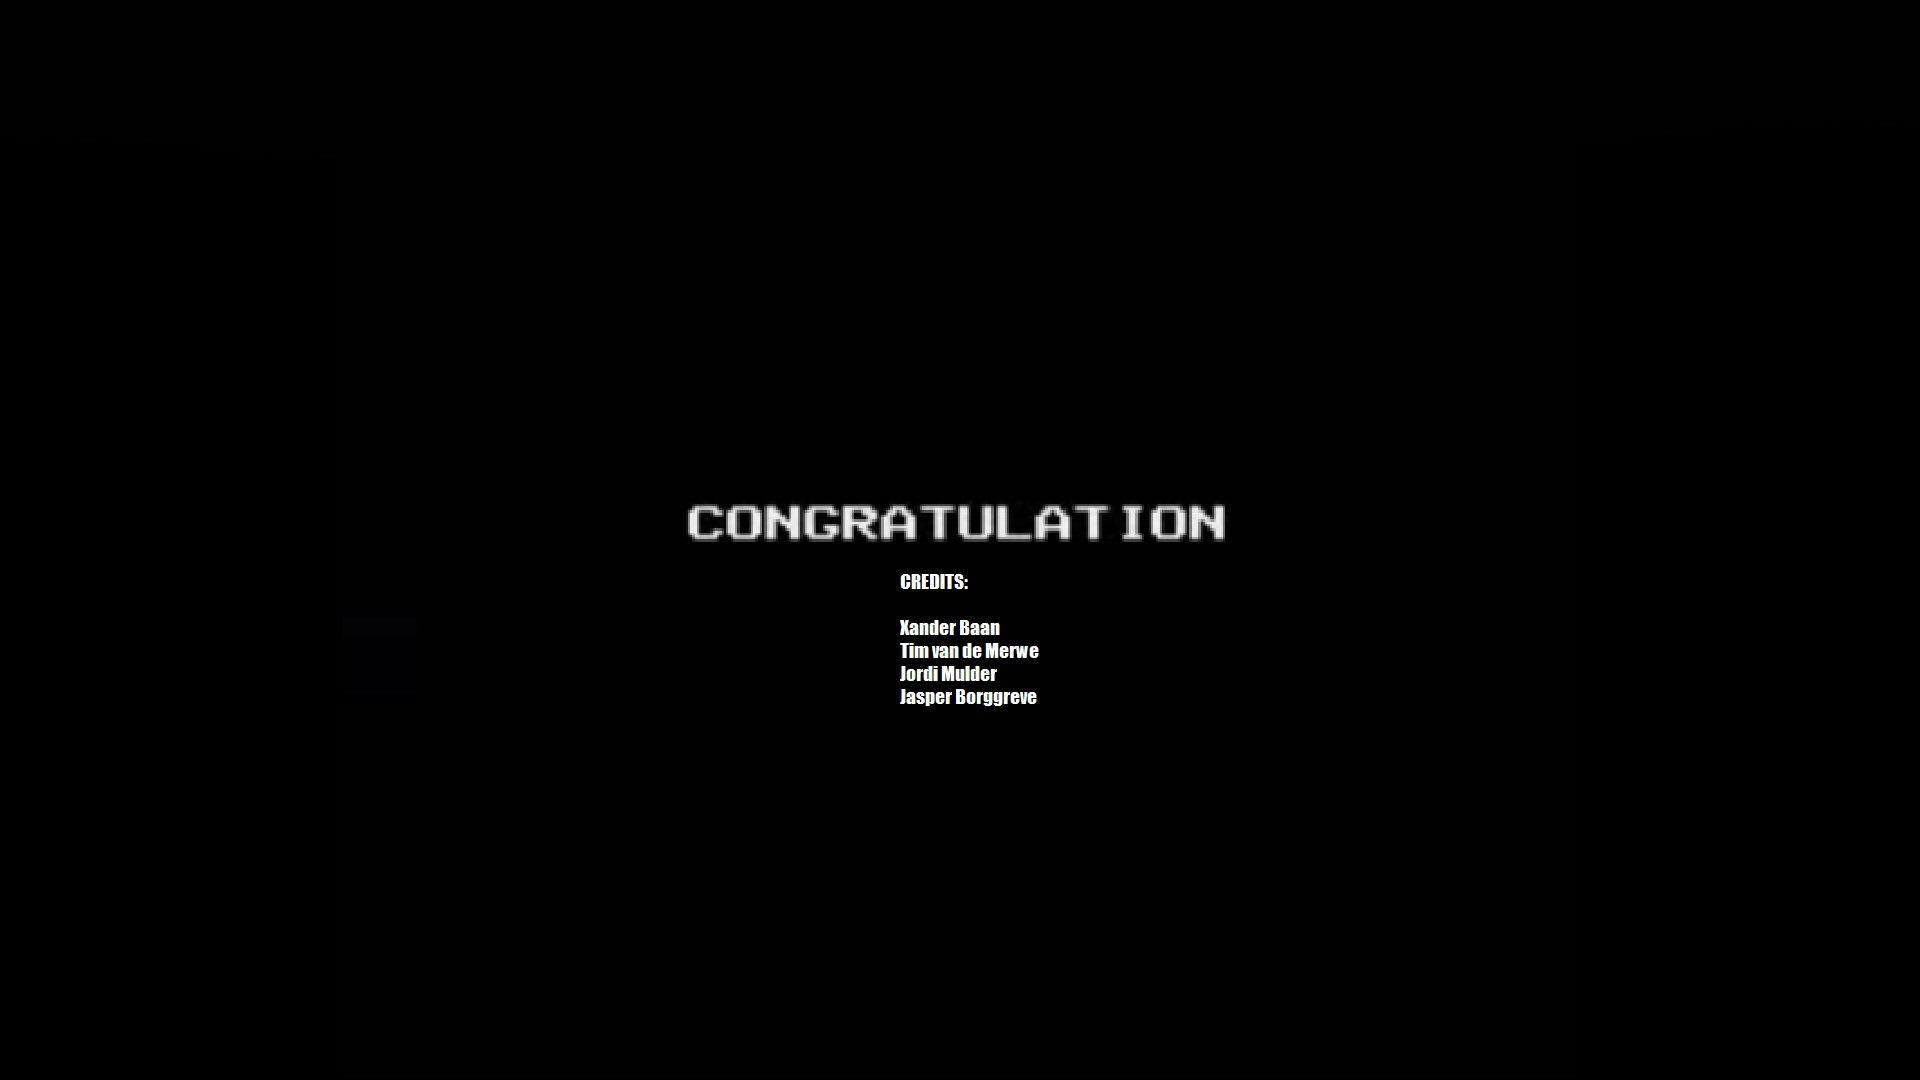 CONGRATULATION
CREDITS:
Xander Baan
Tim van de Merwe
Jordi Mulder
Jasper Borggreve